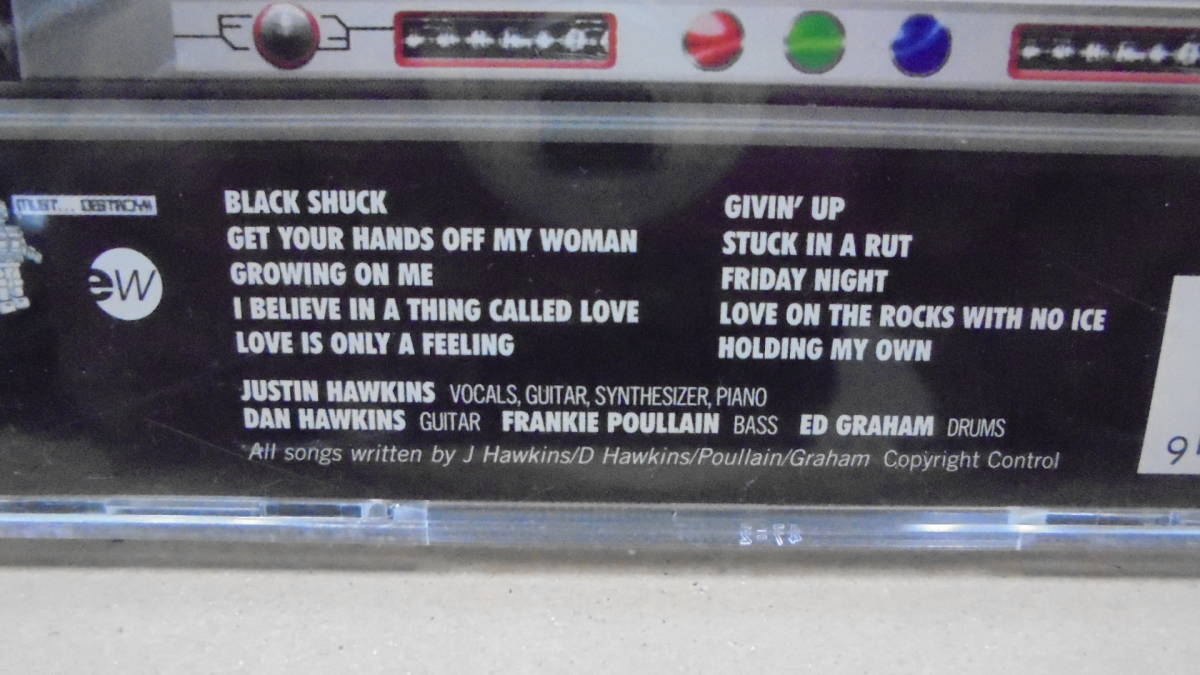 MUST... DESTROY!!
eW
BLACK SHUCK
GET YOUR HANDS OFF MY WOMAN
GROWING ON ME
I BELIEVE IN A THING CALLED LOVE
LOVE IS ONLY A FEELING
GIVIN' UP
STUCK IN A RUT
FRIDAY NIGHT
LOVE ON THE ROCKS WITH NO ICE
HOLDING MY OWN
JUSTIN HAWKINS VOCALS, GUITAR, SYNTHESIZER, PIANO
DAN HAWKINS GUITAR FRANKIE POULLAIN BASS ED GRAHAM DRUMS
All songs written by J Hawkins/D Hawkins/Poullain/Graham Copyright Control
9